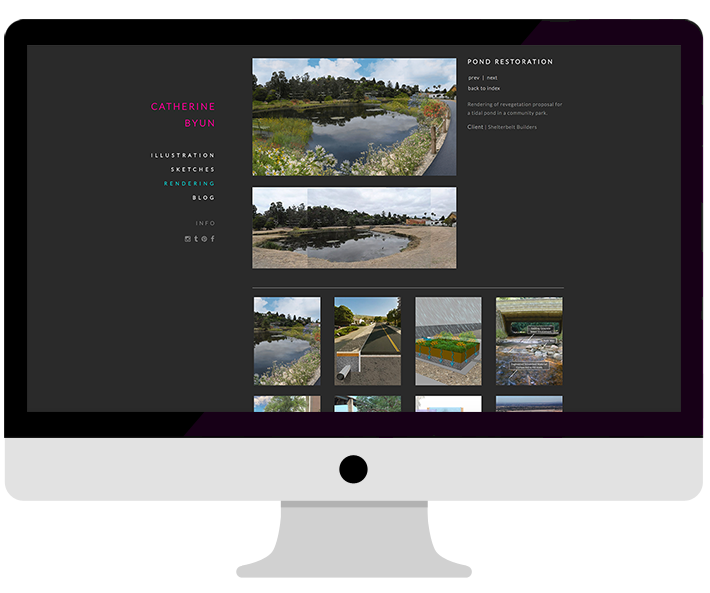 CATHERINE
BYUN
ILLUSTRATION
SKETCHES
RENDERING
BLOG
INFO
POND RESTORATION
prev | next
back to index
Rendering of revegetation proposal for
a tidal pond in a community park.
Client | Shelterbelt Builders